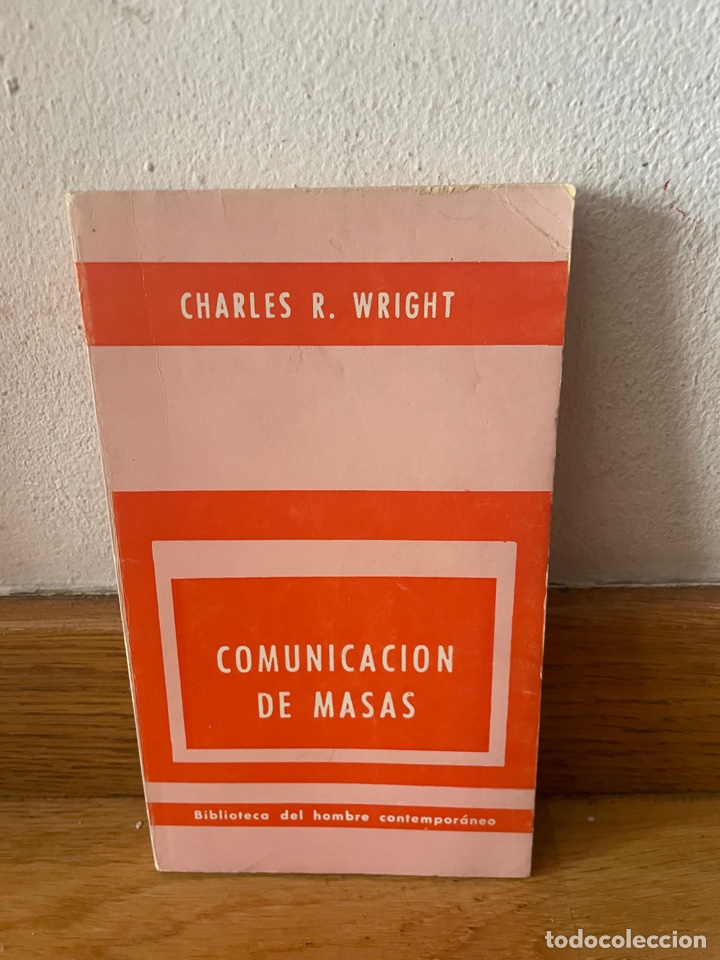 CHARLES R. WRIGHT
COMUNICACION
DE MASAS
Biblioteca del hombre contemporáneo
todocoleccion